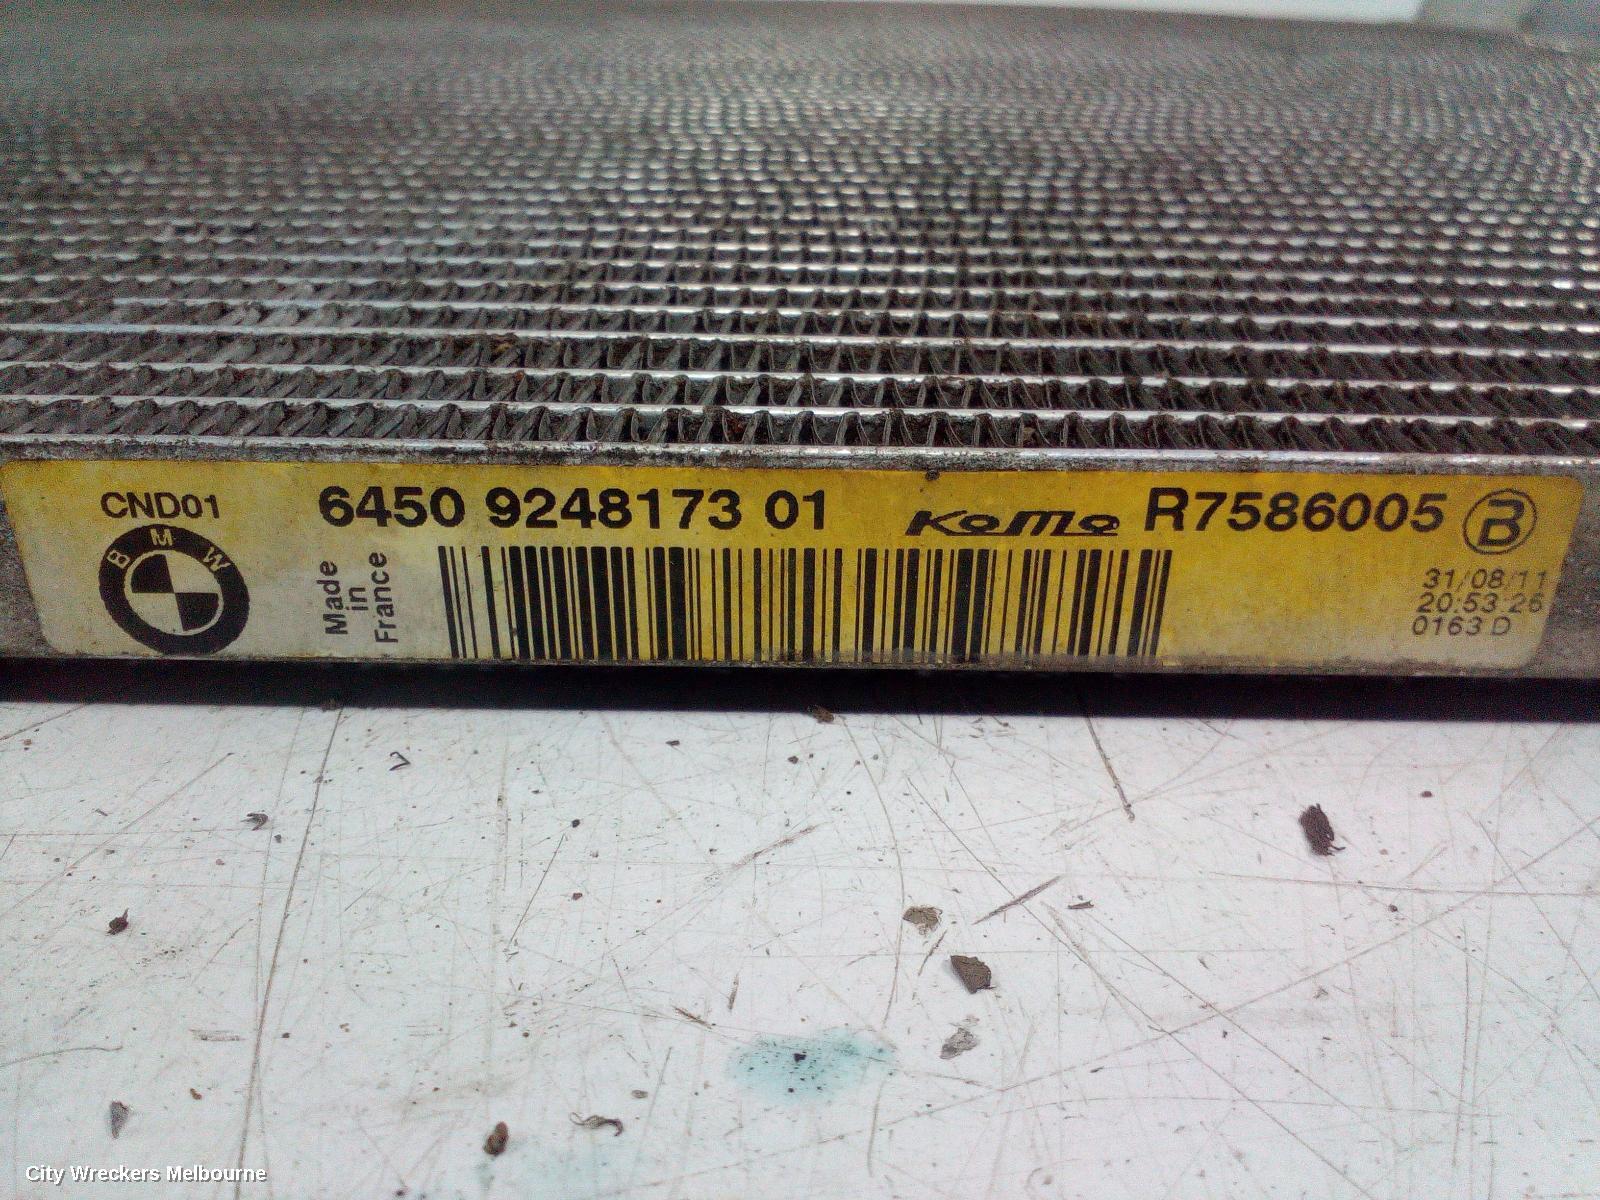 CND01
6450 9248173 01
KoMo
R7586005
B
BMW
Made
in
France
31/08/11
20:53.26
0163 D
City Wreckers Melbourne